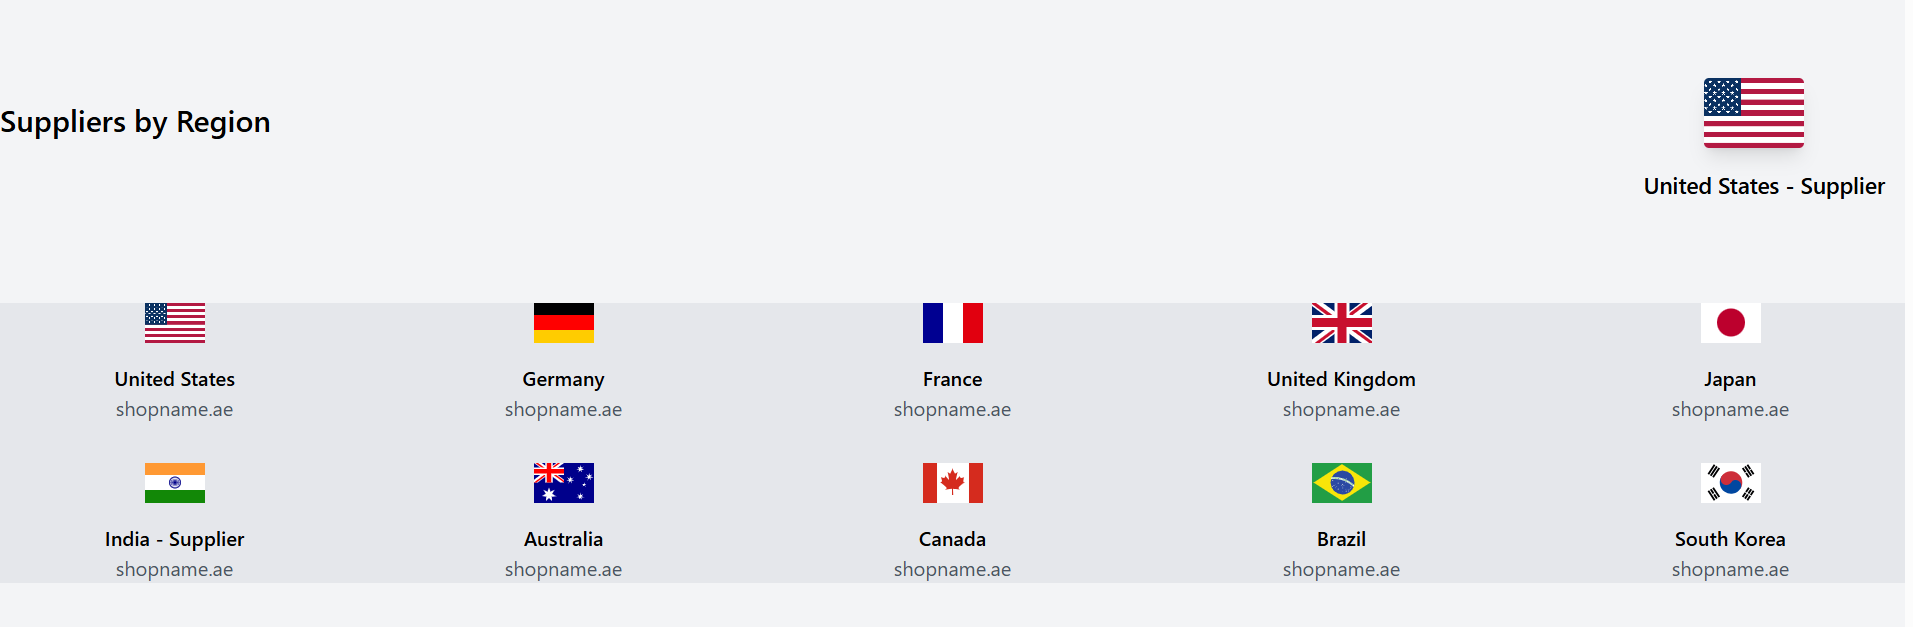 Suppliers by Region
United States - Supplier
United States
shopname.ae
Germany
shopname.ae
France
shopname.ae
United Kingdom
shopname.ae
Japan
shopname.ae
India - Supplier
shopname.ae
Australia
shopname.ae
Canada
shopname.ae
Brazil
shopname.ae
South Korea
shopname.ae